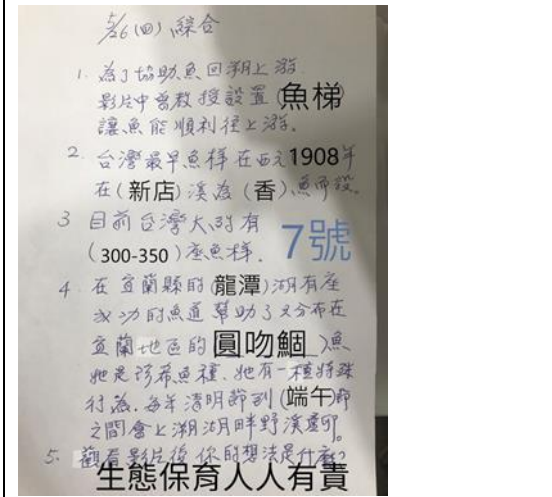 5/26(四)綜合
1. 為了協助魚回溯上游
影片中曾教授設置(魚梯
讓魚能順利往上游.
2. 台灣最早魚梯在西元1908年
在(新店)溪為(香)魚而設.
3 目前台灣大約有
(300-350)座魚梯.
7號
4. 在宜蘭縣的(龍潭)湖有座
成功的魚道幫助了只分布在
宜蘭地區的(圓吻鯝)魚
她是珍希魚種.她有一種特殊
行為.每年清明節到(端午)節
之間會上溯湖畔野溪產卵.
5. 觀看影片後你的想法是什麼?
生態保育人人有責